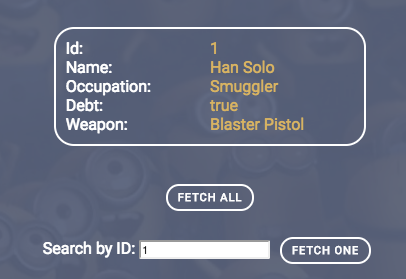 Id: 1
Name: Han Solo
Occupation: Smuggler
Debt: true
Weapon: Blaster Pistol
FETCH ALL
Search by ID: 1 FETCH ONE